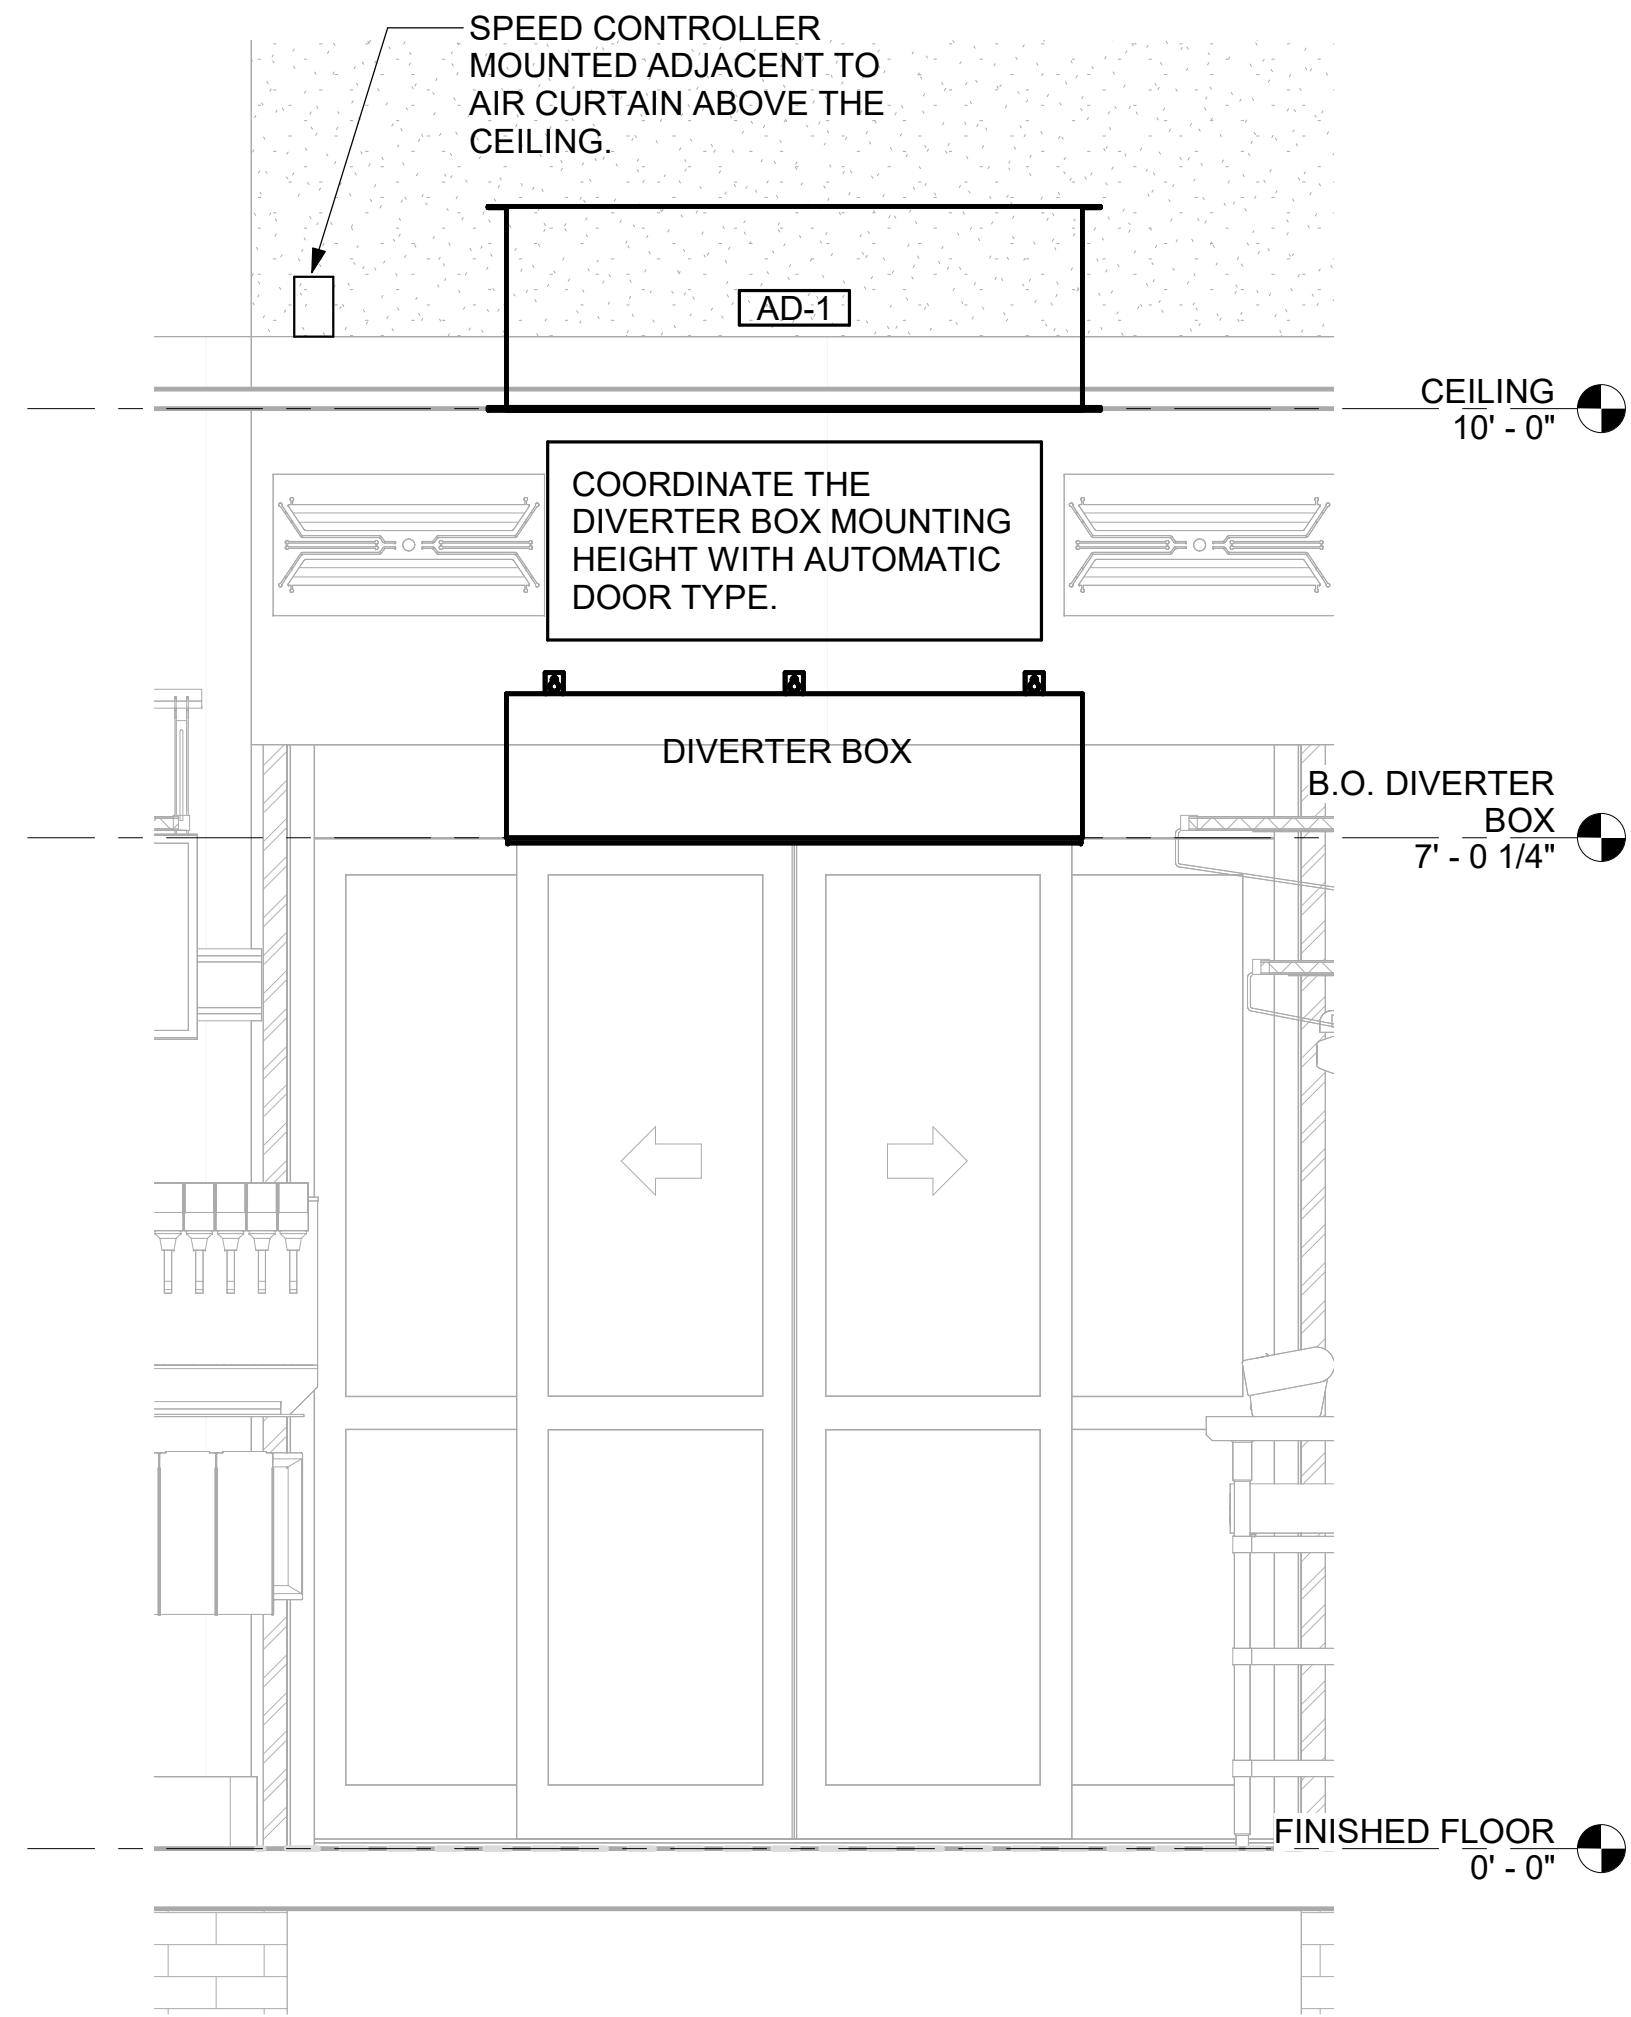 SPEED CONTROLLER
MOUNTED ADJACENT TO
AIR CURTAIN ABOVE THE
CEILING.
AD-1
CEILING
10' - 0"
COORDINATE THE
DIVERTER BOX MOUNTING
HEIGHT WITH AUTOMATIC
DOOR TYPE.
DIVERTER BOX
B.O. DIVERTER
BOX
7' - 0 1/4"
FINISHED FLOOR
0' - 0"